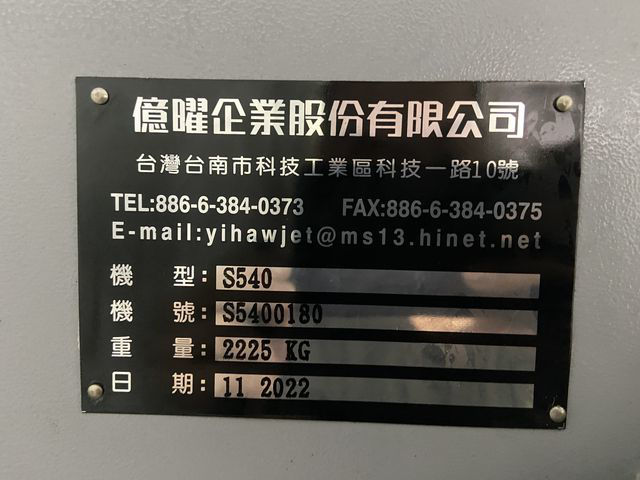 億曜企業股份有限公司
台灣台南市科技工業區科技一路10號
TEL:886-6-384-0373 FAX:886-6-384-0375
E-mail:yihawjet@ms13.hinet.net
機 型: S540
機 號: S5400180
重 量: 2225 KG
日 期: 11 2022